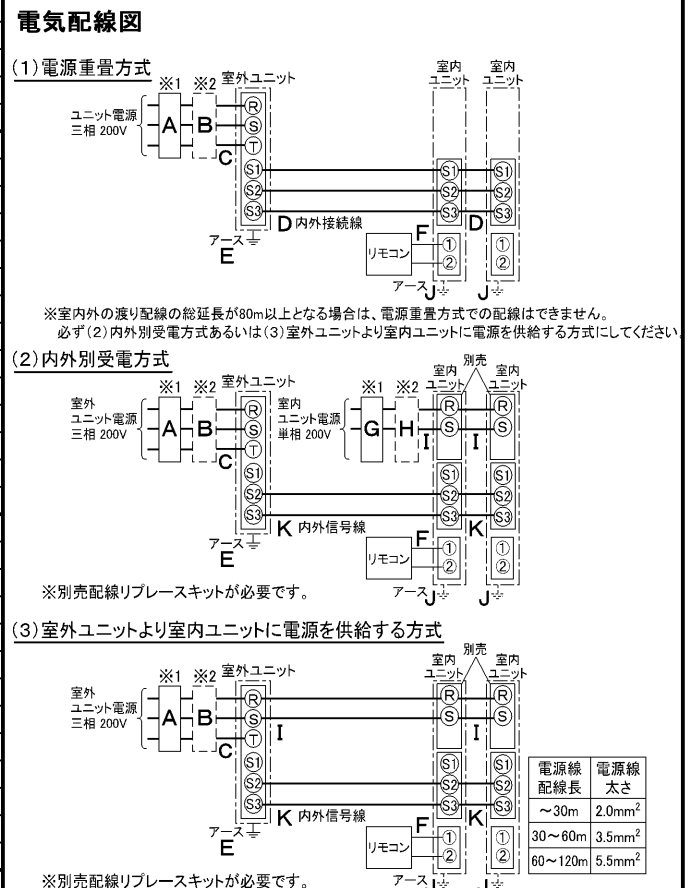 電気配線図
(1)電源重畳方式
※1 ※2 室外ユニット 室内ユニット 室内ユニット
ユニット電源
三相 200V
A B C
R
S
T
S1 S1 S1
S2 S2 S2
S3 S3 S3
D 内外接続線 D
アース
E
リモコン F
① ①
② ②
アース J J
※室内外の渡り配線の総延長が80m以上となる場合は、電源重畳方式での配線はできません。
必ず(2)内外別受電方式あるいは(3)室外ユニットより室内ユニットに電源を供給する方式にしてください
(2)内外別受電方式
別売
※1 ※2 室外ユニット ※1 ※2 室内ユニット 室内ユニット
室外
ユニット電源
三相 200V
A B C
室内
ユニット電源
単相 200V
G H I I
R R R
S S S
T
S1 S1 S1
S2 S2 S2
S3 S3 S3
K 内外信号線 K
アース
E
リモコン F
① ①
② ②
アース J J
※別売配線リプレースキットが必要です。
(3)室外ユニットより室内ユニットに電源を供給する方式
別売
※1 ※2 室外ユニット 室内ユニット 室内ユニット
室外
ユニット電源
三相 200V
A B C
R R R
S S S
T I I
S1 S1 S1
S2 S2 S2
S3 S3 S3
K 内外信号線 K
アース
E
リモコン F
① ①
② ②
アース J J
※別売配線リプレースキットが必要です。
電源線配線長 電源線太さ
～30m 2.0mm²
30～60m 3.5mm²
60～120m 5.5mm²